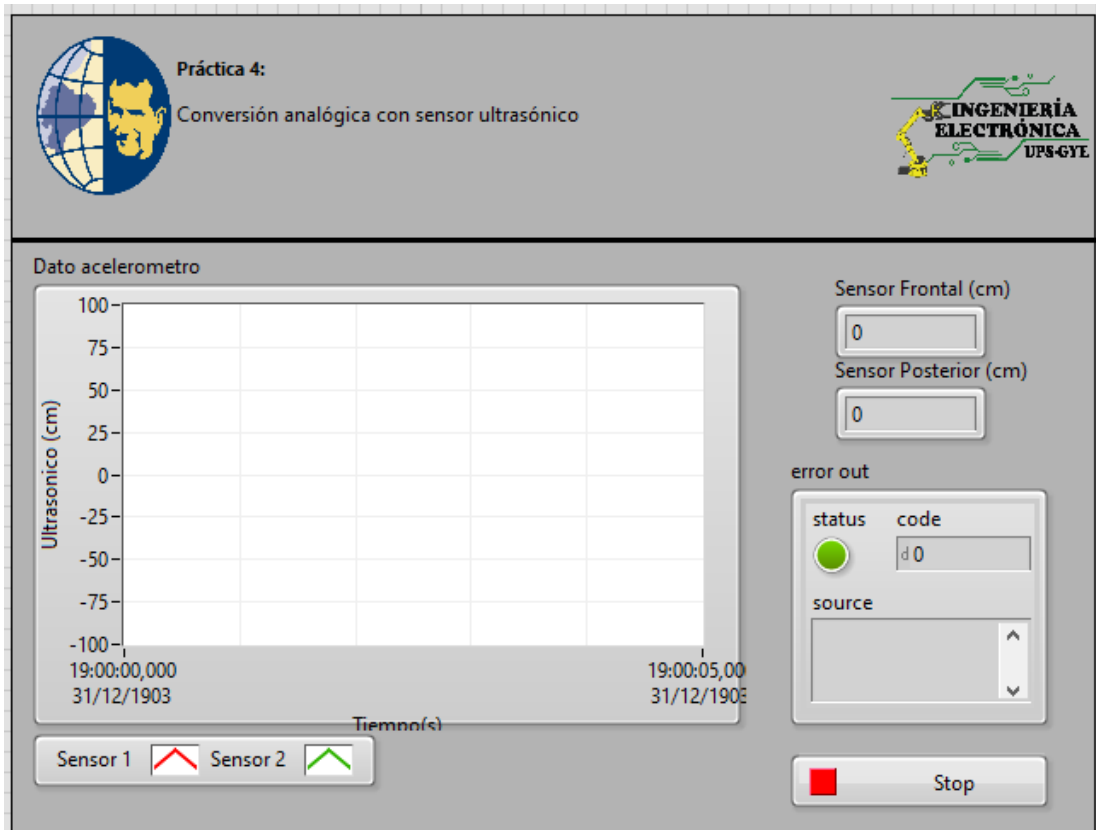 Práctica 4:
Conversión analógica con sensor ultrasónico
INGENIERÍA
ELECTRÓNICA
UPS-GYE
Dato acelerometro
100
75
50
25
0
-25
-50
-75
-100
Ultrasonico (cm)
19:00:00,000
31/12/1903
19:00:05,00
31/12/1903
Tiempo(s)
Sensor 1
Sensor 2
Sensor Frontal (cm)
0
Sensor Posterior (cm)
0
error out
status code
d 0
source
Stop